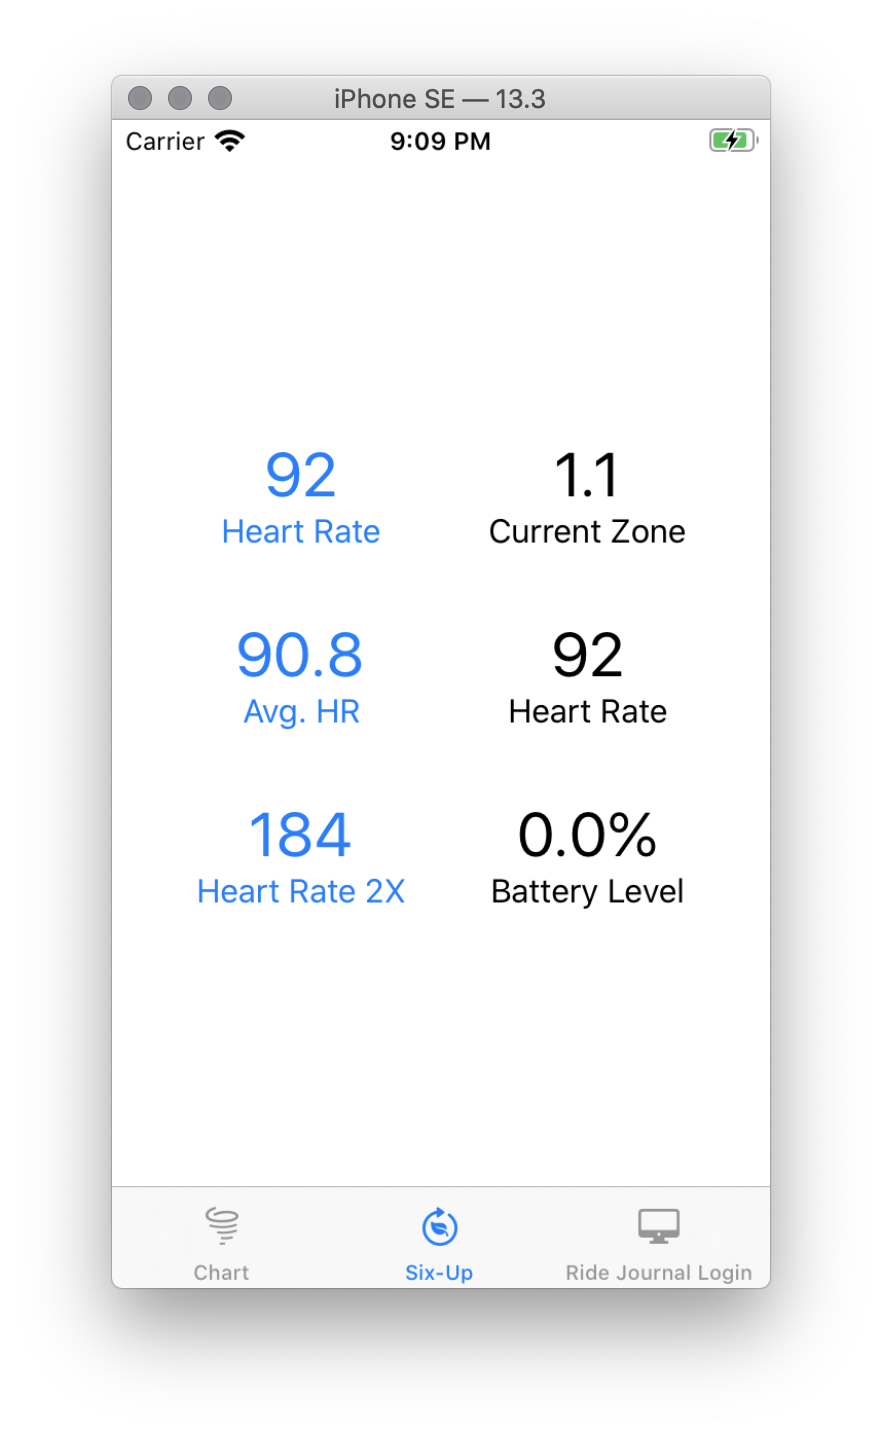 iPhone SE — 13.3
Carrier 9:09 PM
92 1.1
Heart Rate Current Zone
90.8 92
Avg. HR Heart Rate
184 0.0%
Heart Rate 2X Battery Level
Chart Six-Up Ride Journal Login